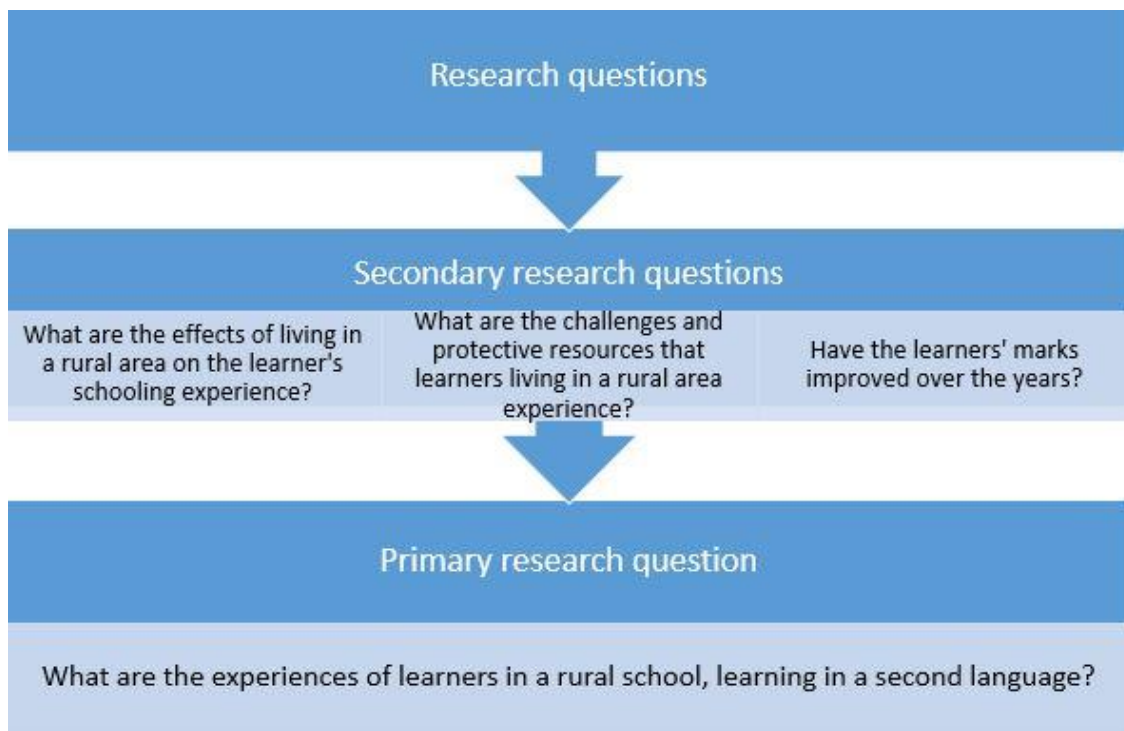 Research questions
Secondary research questions
What are the effects of living in
a rural area on the learner's
schooling experience?
What are the challenges and
protective resources that
learners living in a rural area
experience?
Have the learners' marks
improved over the years?
Primary research question
What are the experiences of learners in a rural school, learning in a second language?